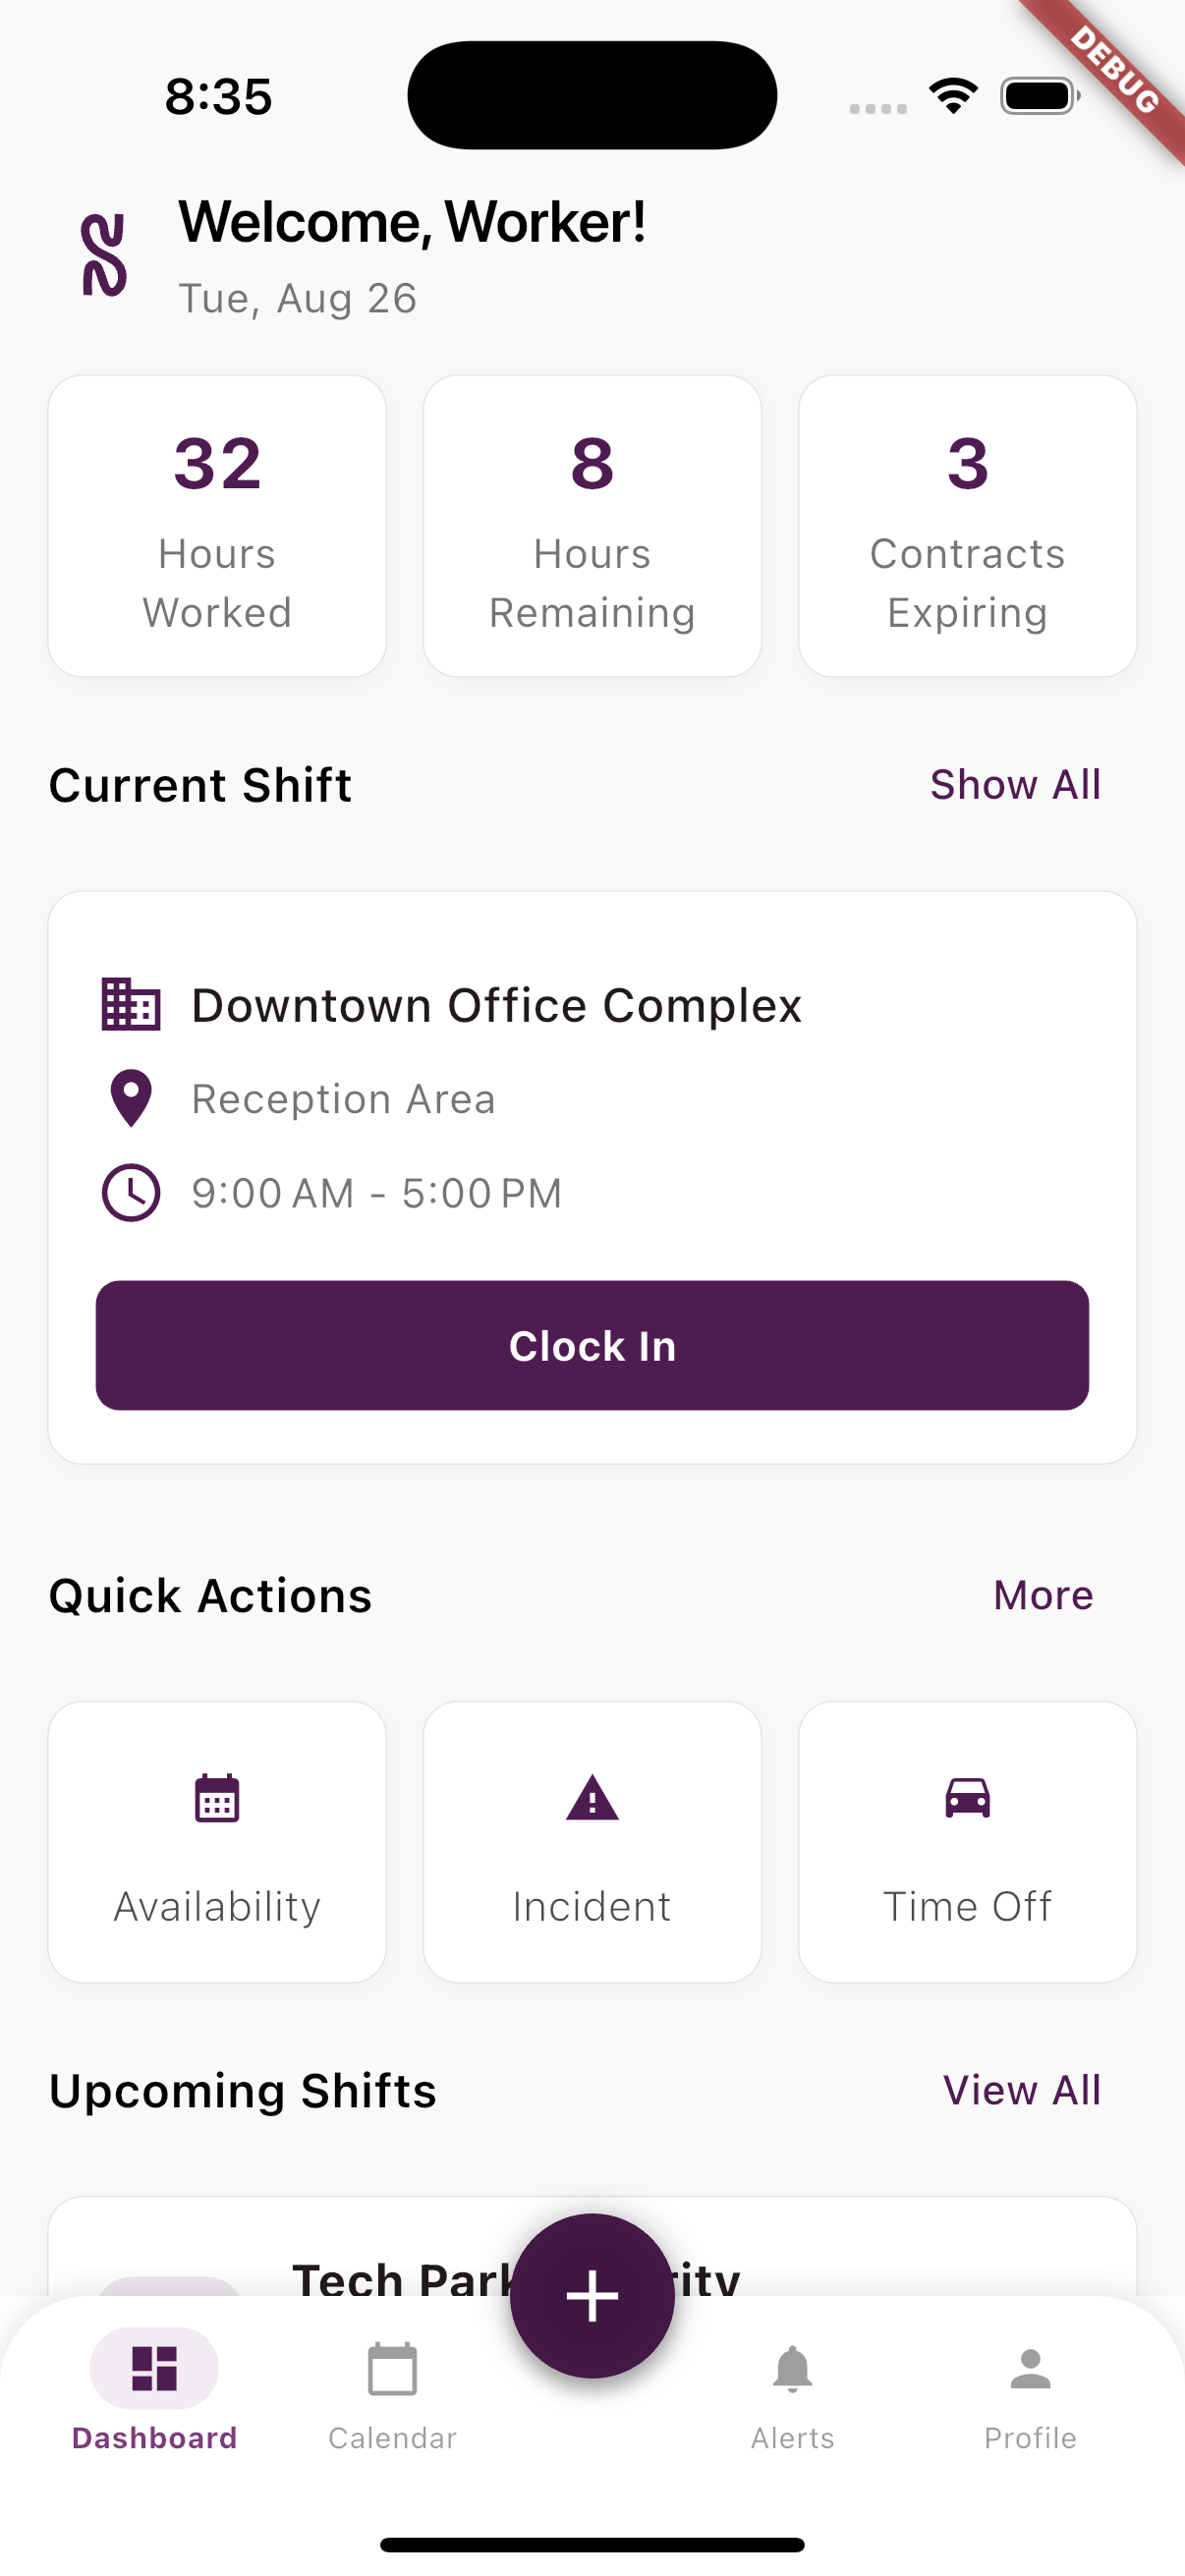 8:35
DEBUG
Welcome, Worker!
Tue, Aug 26
32
Hours
Worked
8
Hours
Remaining
3
Contracts
Expiring
Current Shift
Show All
Downtown Office Complex
Reception Area
9:00 AM - 5:00 PM
Clock In
Quick Actions
More
Availability
Incident
Time Off
Upcoming Shifts
View All
Tech Park
Dashboard
Calendar
Alerts
Profile